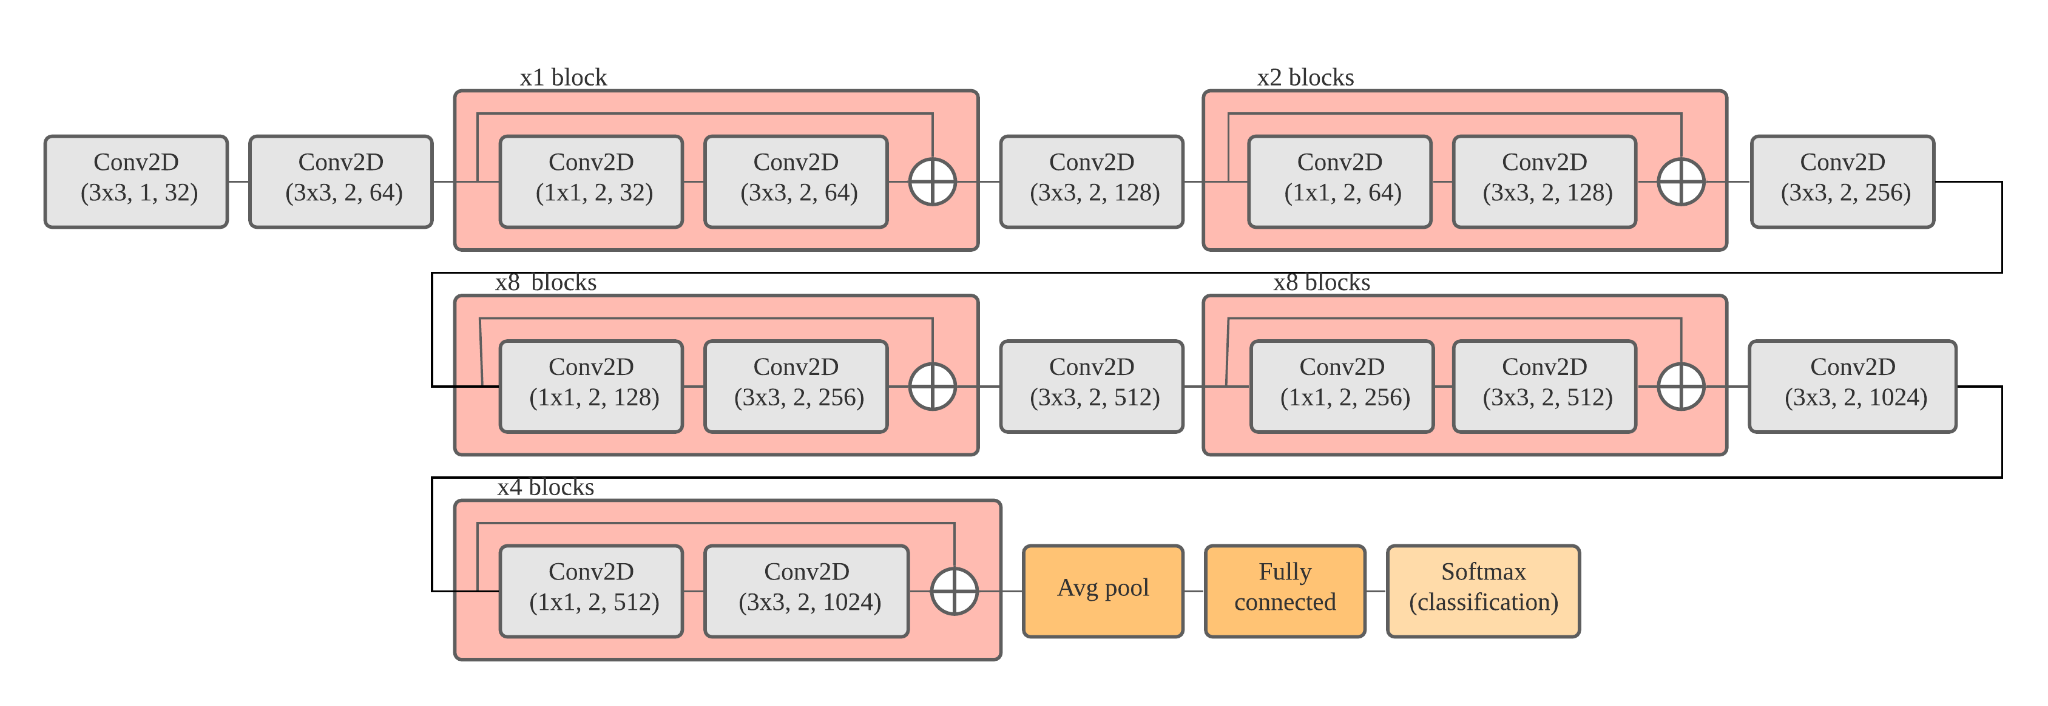 x1 block
x2 blocks
Conv2D
(3x3, 1, 32)
Conv2D
(3x3, 2, 64)
Conv2D
(1x1, 2, 32)
Conv2D
(3x3, 2, 64)
Conv2D
(3x3, 2, 128)
Conv2D
(1x1, 2, 64)
Conv2D
(3x3, 2, 128)
Conv2D
(3x3, 2, 256)
x8 blocks
x8 blocks
Conv2D
(1x1, 2, 128)
Conv2D
(3x3, 2, 256)
Conv2D
(3x3, 2, 512)
Conv2D
(1x1, 2, 256)
Conv2D
(3x3, 2, 512)
Conv2D
(3x3, 2, 1024)
x4 blocks
Conv2D
(1x1, 2, 512)
Conv2D
(3x3, 2, 1024)
Avg pool
Fully
connected
Softmax
(classification)